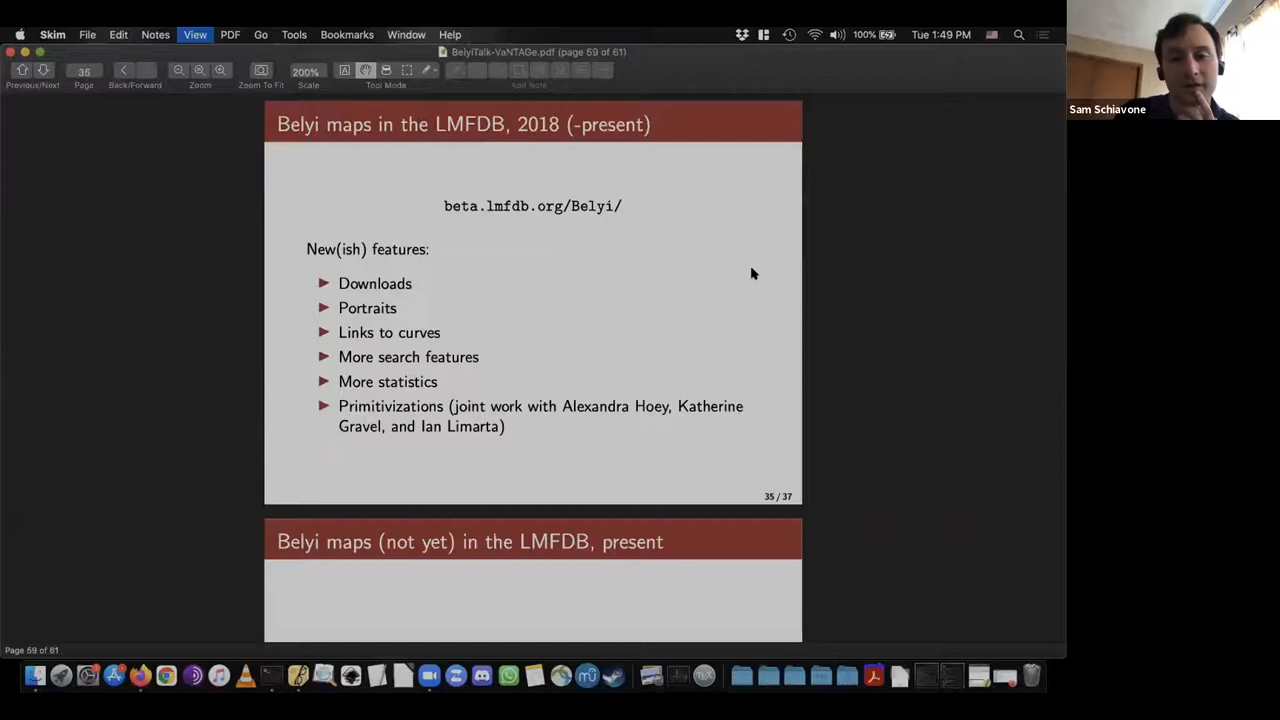 Skim File Edit Notes View PDF Go Tools Bookmarks Window Help 100% Tue 1:49 PM
BelyiTalk-VaNTAGe.pdf (page 59 of 61)
35 200%
Previous/Next Page Back/Forward Zoom Zoom To Fit Scale Tool Mode Add Note
Sam Schiavone
Belyi maps in the LMFDB, 2018 (-present)
beta.lmfdb.org/Belyi/
New(ish) features:
Downloads
Portraits
Links to curves
More search features
More statistics
Primitivizations (joint work with Alexandra Hoey, Katherine
Gravel, and Ian Limarta)
35 / 37
Belyi maps (not yet) in the LMFDB, present
Page 59 of 61